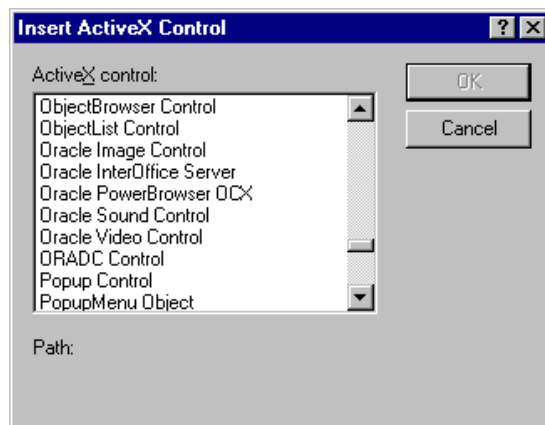 Insert ActiveX Control
ActiveX control:
OK
ObjectBrowser Control
ObjectList Control
Oracle Image Control
Cancel
Oracle InterOffice Server
Oracle PowerBrowser OCX
Oracle Sound Control
Oracle Video Control
ORADC Control
Popup Control
PopupMenu Object
Path: